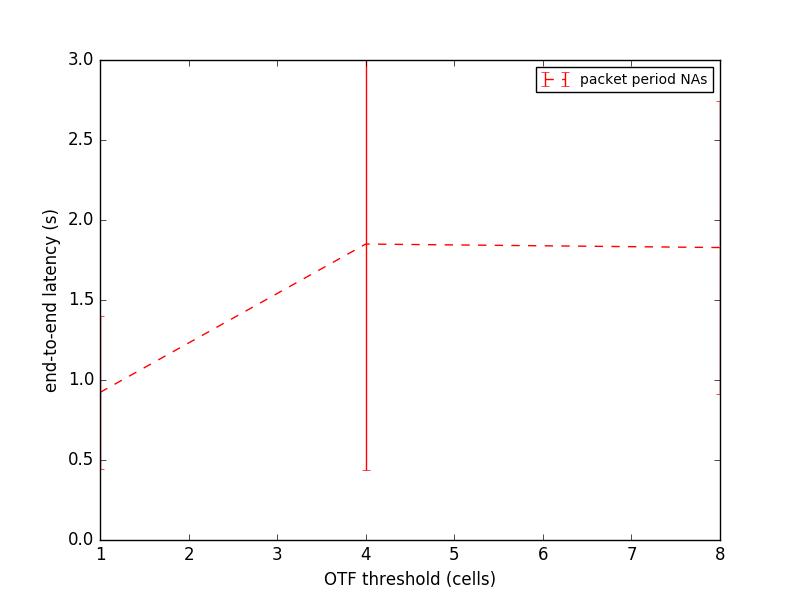 3.0
2.5
2.0
1.5
1.0
0.5
0.0
1 2 3 4 5 6 7 8
end-to-end latency (s)
OTF threshold (cells)
packet period NAs